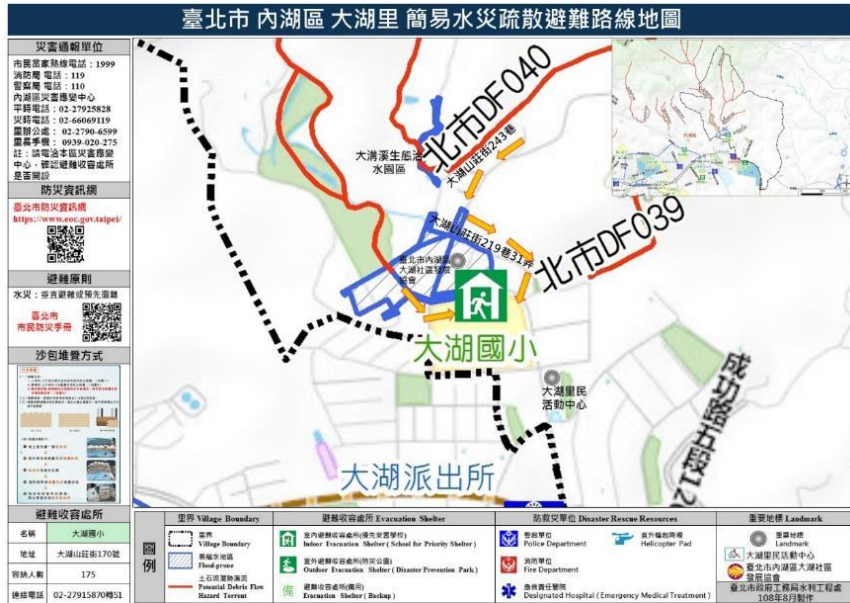 臺北市 內湖區 大湖里 簡易水災疏散避難路線地圖
災害通報單位
市民當家熱線電話：1999
消防局 電話：119
警察局 電話：110
內湖區災害應變中心
平時電話：02-27925828
災時電話：02-66069119
里辦公處： 02-2790-6599
里長手機： 0939-020-275
註：請電洽本區災害應變
中心，確認避難收容處所
是否開設
防災資訊網
臺北市防災資訊網
https://www.eoc.gov.taipei/
避難原則
水災：垂直避難或預先避難
臺北市
市民防災手冊
沙包堆疊方式
避難收容處所
名稱 大湖國小
地址 大湖山莊街170號
容納人數 175
連絡電話 02-27915870轉51
北市DF040
大溝溪生態治
水園區
大湖山莊街243巷
大湖山莊街219巷31弄
北市DF039
臺北市內湖區
大湖社區發展
協會
大湖國小
大湖里民
活動中心
成功路五段12
大湖派出所
圖例
里界 Village Boundary
里界
Village Boundary
易淹水地區
Flood-prone
土石流潛勢溪流
Potential Debris Flow
Hazard Torrent
避難收容處所 Evacuation Shelter
室內避難收容處所(優先安置學校)
Indoor Evacuation Shelter ( School for Priority Shelter )
室外避難收容處所(防災公園)
Outdoor Evacuation Shelter ( Disaster Prevention Park )
備
避難收容處所(備用)
Evacuation Shelter ( Backup )
防救災單位 Disaster Rescue Resources
警察單位
Police Department
直升機起降場
Helicopter Pad
消防單位
Fire Department
急救責任醫院
Designated Hospital ( Emergency Medical Treatment )
重要地標 Landmark
重要地標
Landmark
大湖里民活動中心
臺北市內湖區大湖社區
發展協會
臺北市政府工務局水利工程處
108年8月製作